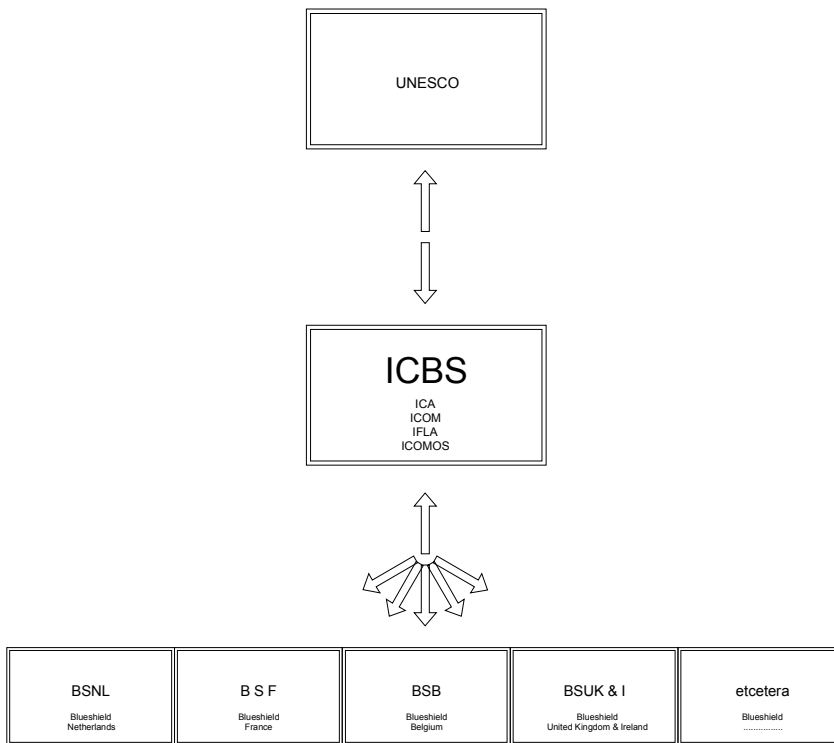 UNESCO
ICBS
ICA
ICOM
IFLA
ICOMOS
BSNL
Blueshield
Netherlands
B S F
Blueshield
France
BSB
Blueshield
Belgium
BSUK & I
Blueshield
United Kingdom & Ireland
etcetera
Blueshield
................